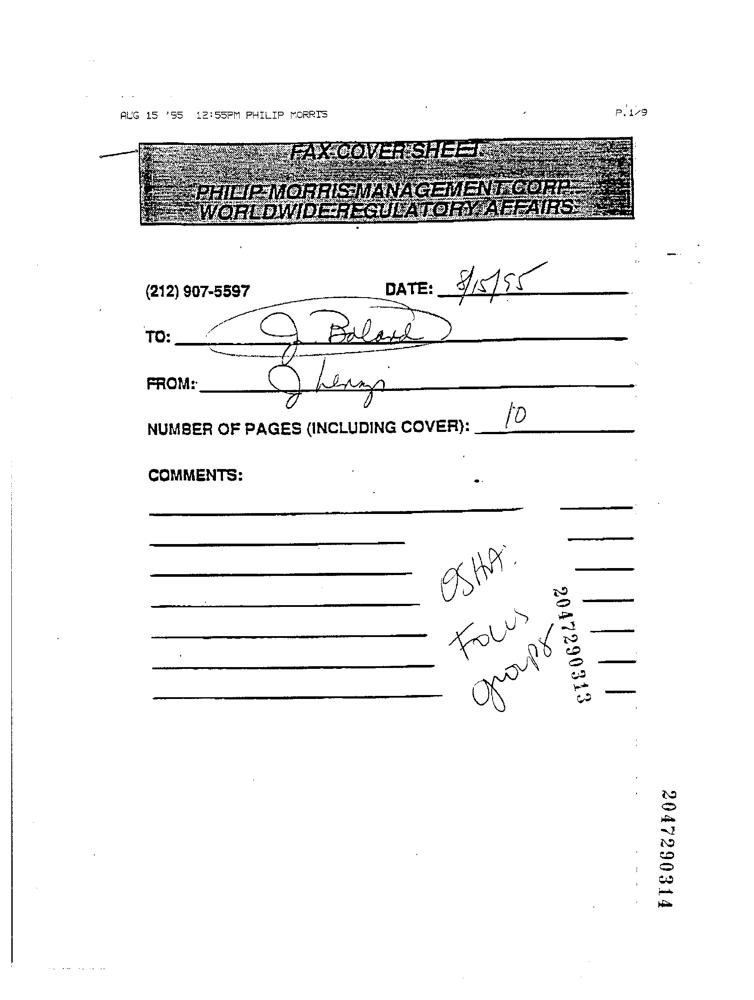 AUG 15 '95 12:55PM PHILIP MORRIS P.1/9
FAX COVER SHEET
PHILIP MORRIS MANAGEMENT CORP.
WORLDWIDE REGULATORY AFFAIRS
(212) 907-5597 DATE: 8/15/95
TO: J. Boland
FROM: J
NUMBER OF PAGES (INCLUDING COVER): 10
COMMENTS:
OSHA.
Focus
groups
2047290313
2047290314